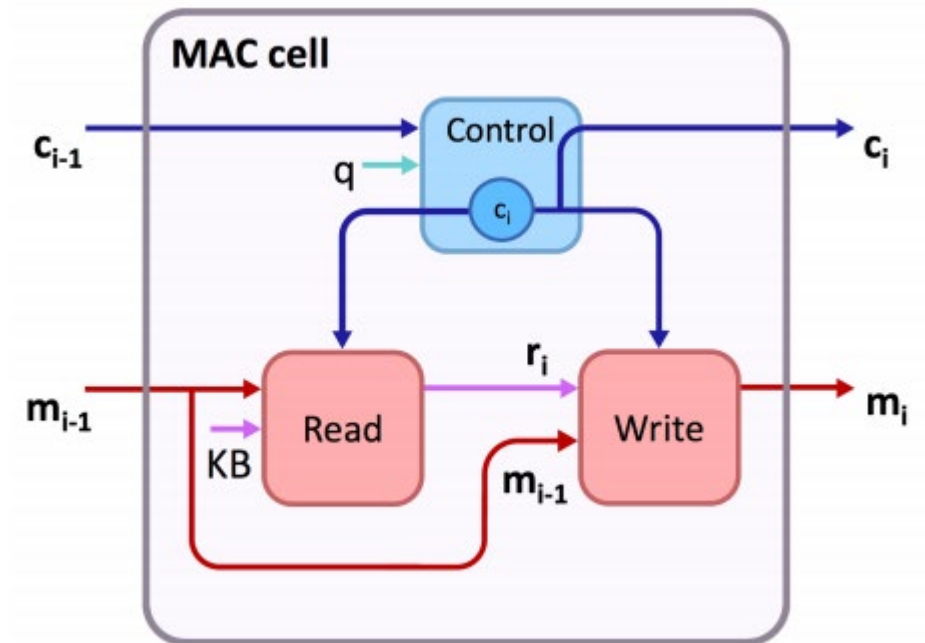 MAC cell
Control
c_{i-1}
c_i
q
c_i
r_i
m_{i-1}
Read
Write
m_i
KB
m_{i-1}